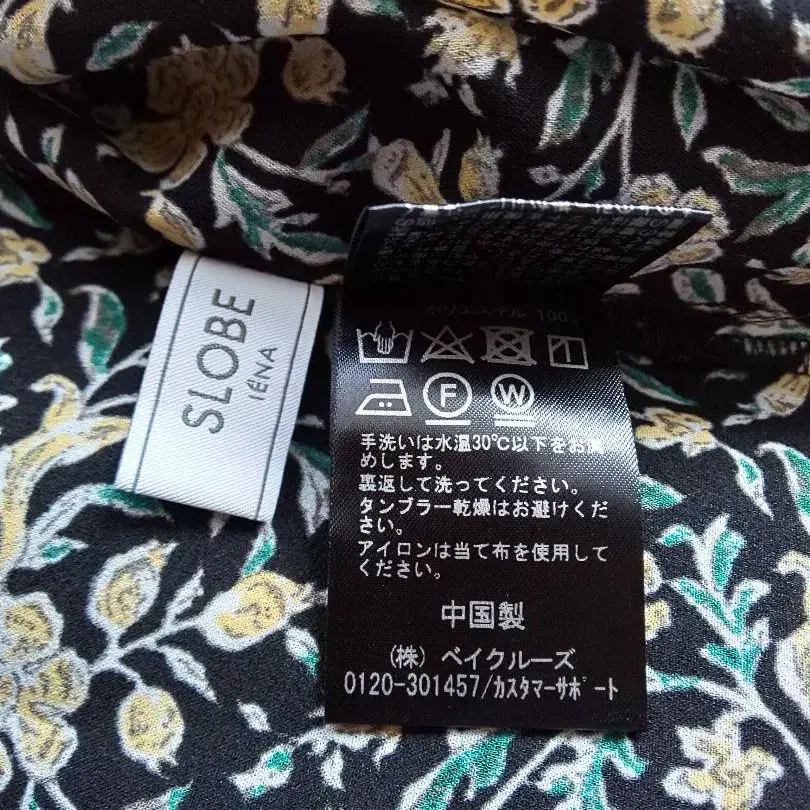 SLOBE
IÉNA
ポリエステル 100%
F
W
手洗いは水温30℃以下をお薦
めします。
裏返して洗ってください。
タンブラー乾燥はお避けくだ
さい。
アイロンは当て布を使用して
ください。
中国製
(株) ベイクルーズ
0120-301457/カスタマーサポート